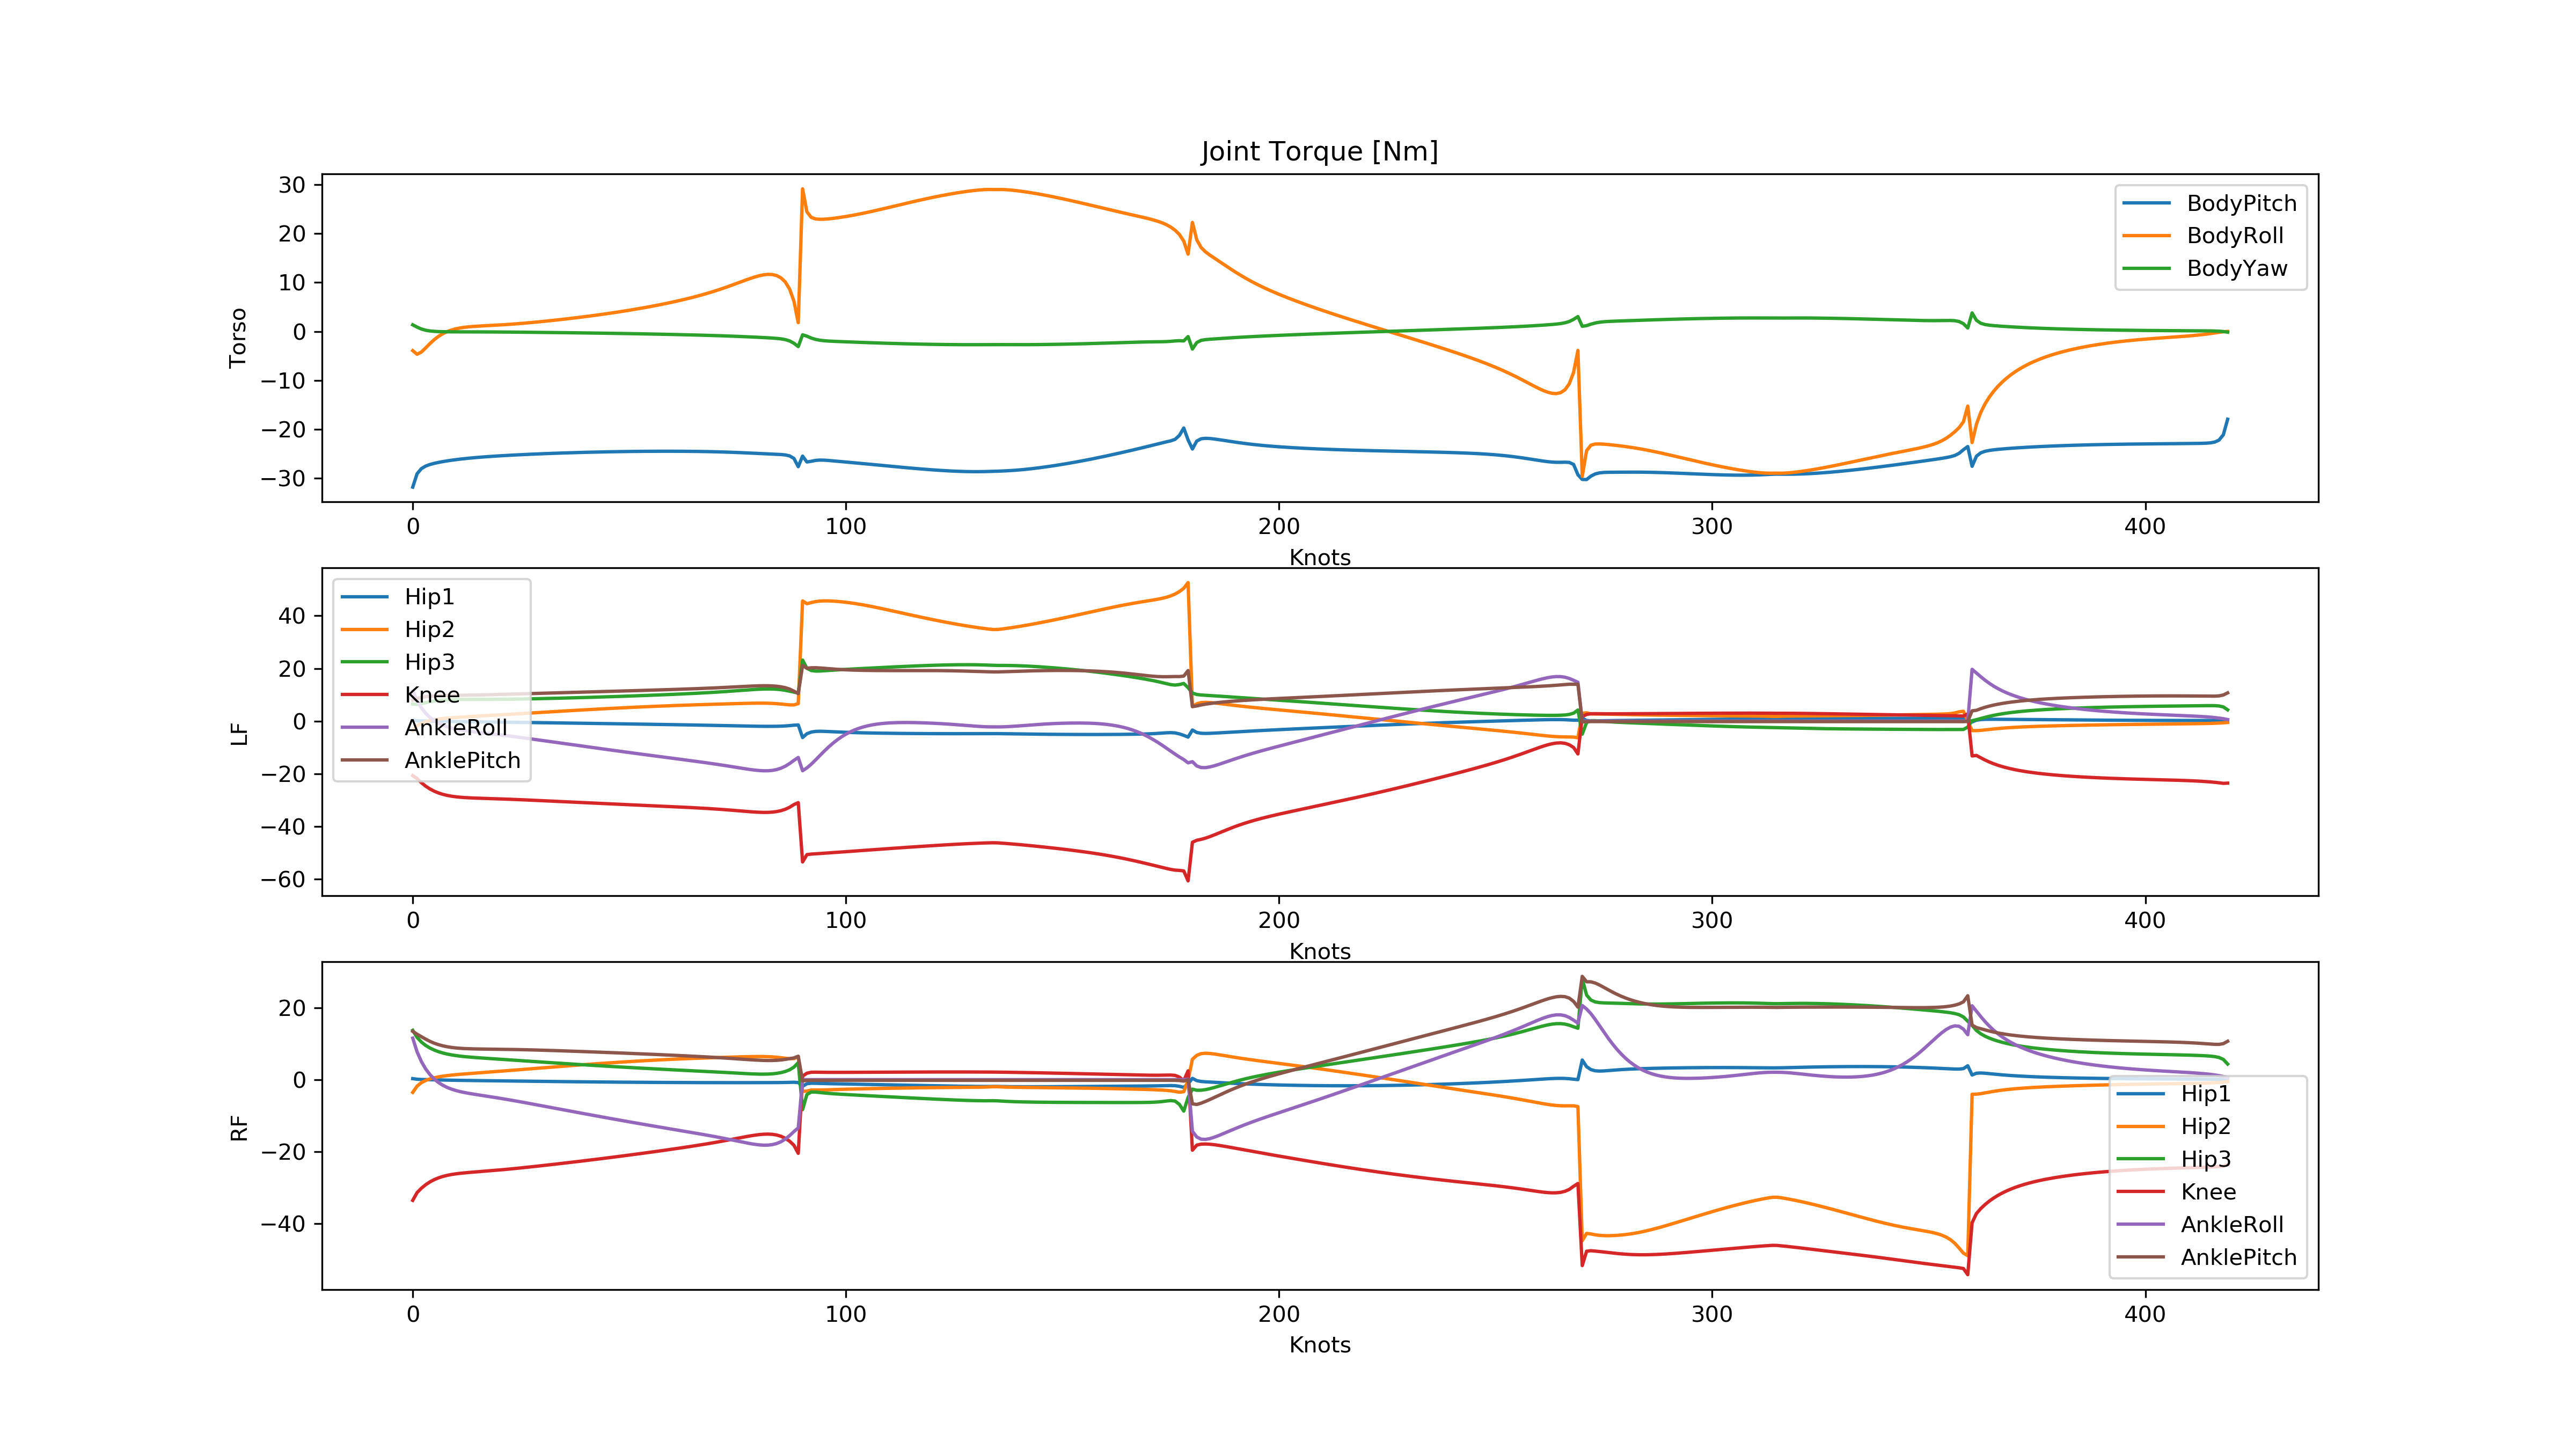 Joint Torque [Nm]
30
20
10
0
−10
−20
−30
Torso
BodyPitch
BodyRoll
BodyYaw
0 100 200 300 400
Knots
40
20
0
−20
−40
−60
LF
Hip1
Hip2
Hip3
Knee
AnkleRoll
AnklePitch
0 100 200 300 400
Knots
20
0
−20
−40
RF
Hip1
Hip2
Hip3
Knee
AnkleRoll
AnklePitch
0 100 200 300 400
Knots